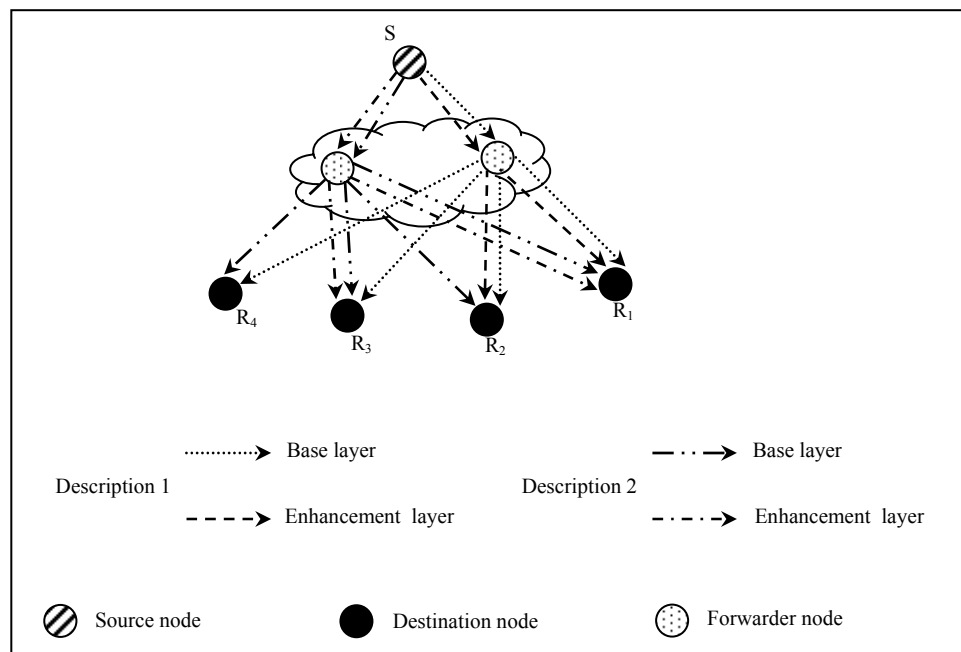 S
R4
R3
R2
R1
Base layer
Base layer
Description 1
Description 2
Enhancement layer
Enhancement layer
Source node
Destination node
Forwarder node